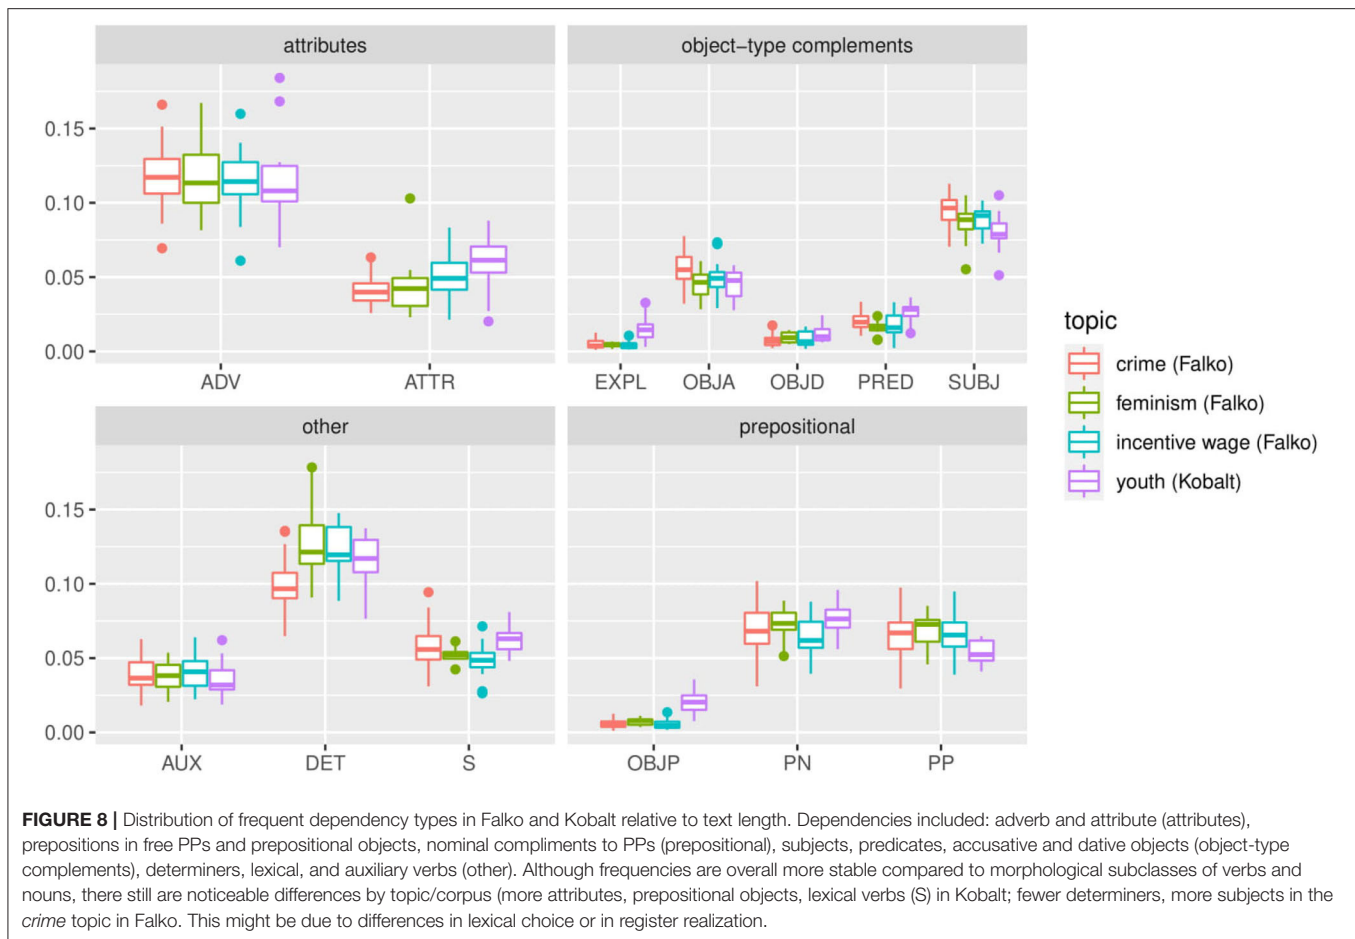 attributes
object−type complements
0.15
0.10
0.05
0.00
ADV
ATTR
EXPL
OBJA
OBJD
PRED
SUBJ
other
prepositional
0.15
0.10
0.05
0.00
AUX
DET
S
OBJP
PN
PP
topic
crime (Falko)
feminism (Falko)
incentive wage (Falko)
youth (Kobalt)
FIGURE 8 | Distribution of frequent dependency types in Falko and Kobalt relative to text length. Dependencies included: adverb and attribute (attributes),
prepositions in free PPs and prepositional objects, nominal compliments to PPs (prepositional), subjects, predicates, accusative and dative objects (object-type
complements), determiners, lexical, and auxiliary verbs (other). Although frequencies are overall more stable compared to morphological subclasses of verbs and
nouns, there still are noticeable differences by topic/corpus (more attributes, prepositional objects, lexical verbs (S) in Kobalt; fewer determiners, more subjects in the
crime topic in Falko. This might be due to differences in lexical choice or in register realization.